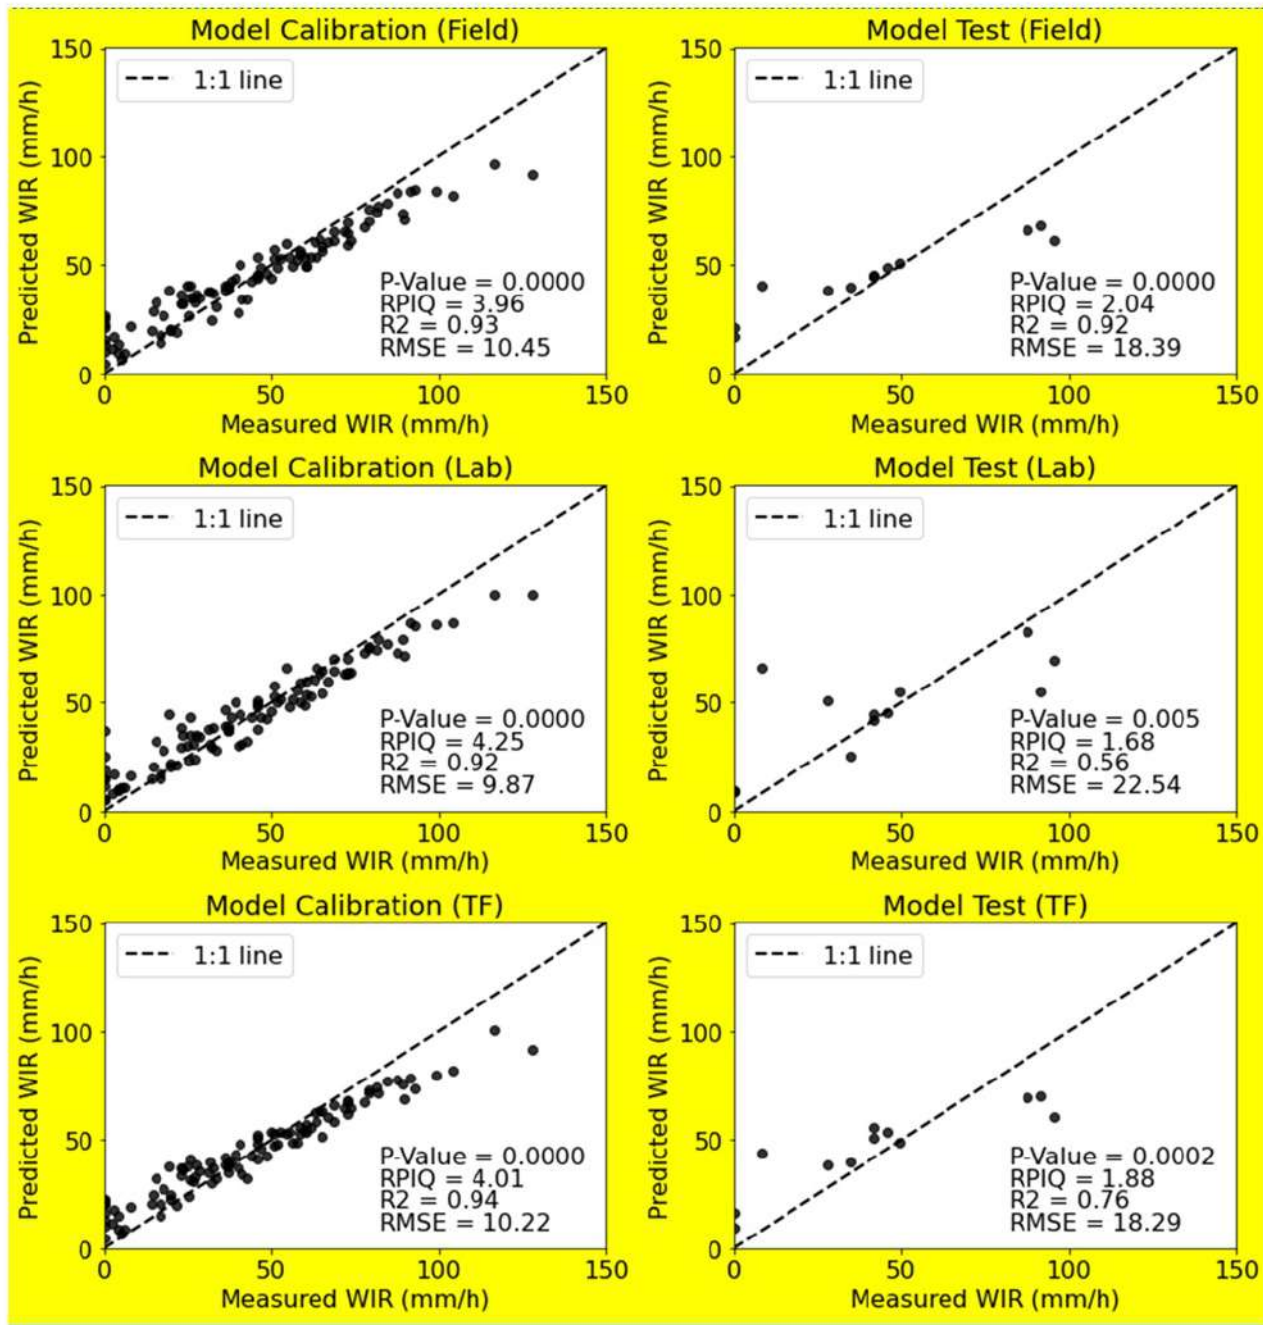 Model Calibration (Field)
150
100
50
0
Predicted WIR (mm/h)
1:1 line
P-Value = 0.0000
RPIQ = 3.96
R2 = 0.93
RMSE = 10.45
0 50 100 150
Measured WIR (mm/h)
Model Test (Field)
150
100
50
0
Predicted WIR (mm/h)
1:1 line
P-Value = 0.0000
RPIQ = 2.04
R2 = 0.92
RMSE = 18.39
0 50 100 150
Measured WIR (mm/h)
Model Calibration (Lab)
150
100
50
0
Predicted WIR (mm/h)
1:1 line
P-Value = 0.0000
RPIQ = 4.25
R2 = 0.92
RMSE = 9.87
0 50 100 150
Measured WIR (mm/h)
Model Test (Lab)
150
100
50
0
Predicted WIR (mm/h)
1:1 line
P-Value = 0.005
RPIQ = 1.68
R2 = 0.56
RMSE = 22.54
0 50 100 150
Measured WIR (mm/h)
Model Calibration (TF)
150
100
50
0
Predicted WIR (mm/h)
1:1 line
P-Value = 0.0000
RPIQ = 4.01
R2 = 0.94
RMSE = 10.22
0 50 100 150
Measured WIR (mm/h)
Model Test (TF)
150
100
50
0
Predicted WIR (mm/h)
1:1 line
P-Value = 0.0002
RPIQ = 1.88
R2 = 0.76
RMSE = 18.29
0 50 100 150
Measured WIR (mm/h)